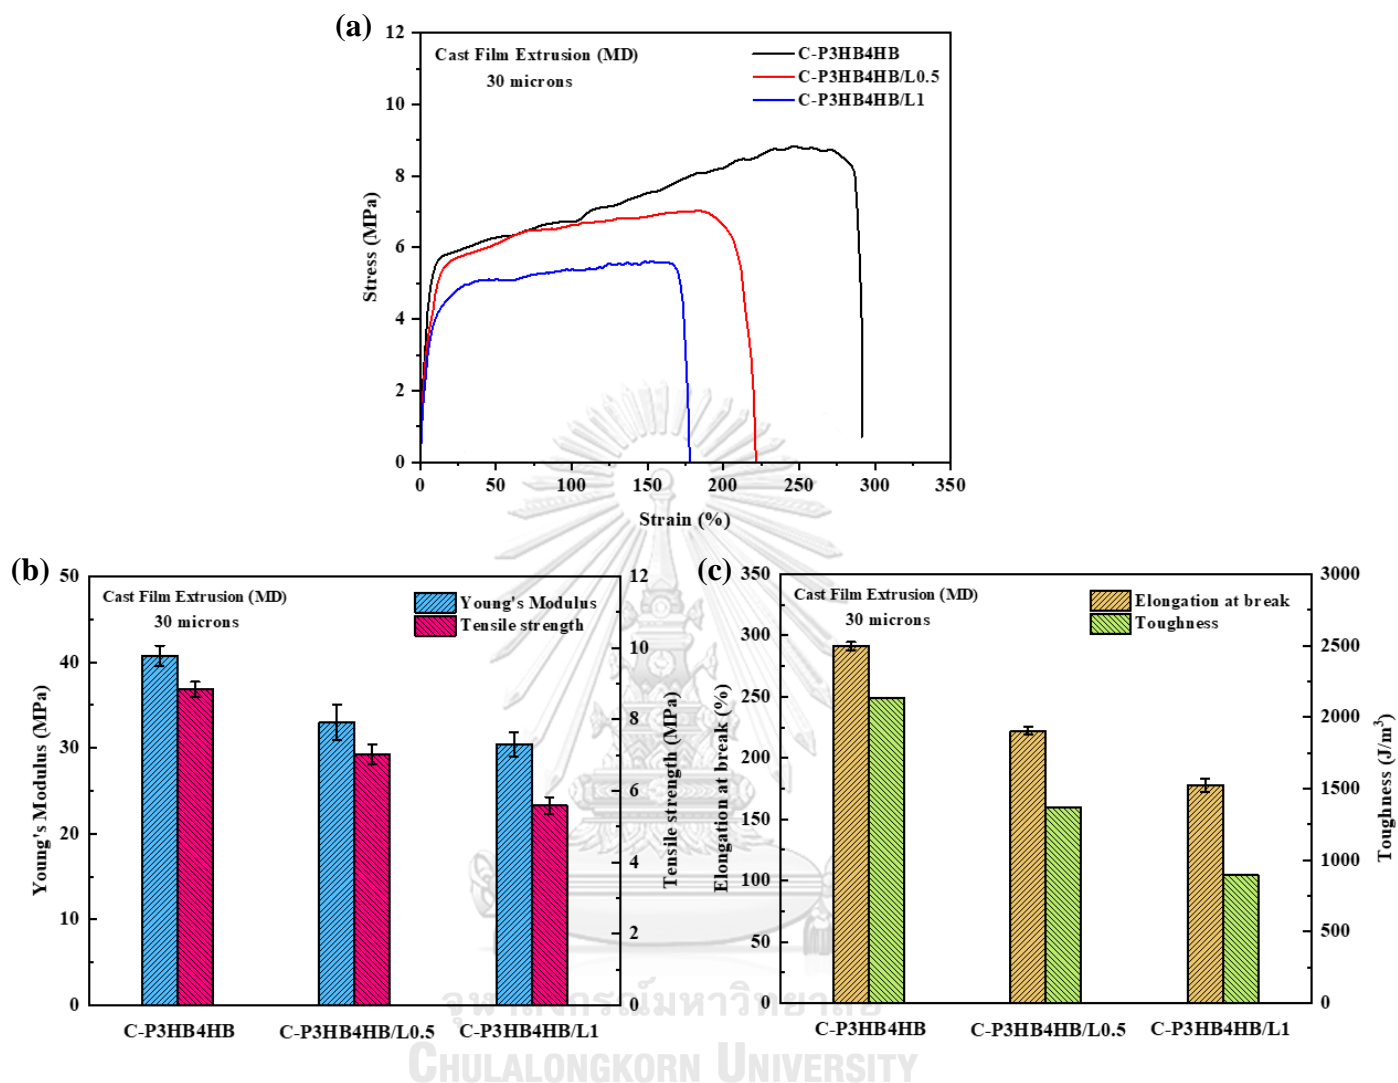 (a)
12
10
8
6
4
2
0
Stress (MPa)
Cast Film Extrusion (MD)
30 microns
C-P3HB4HB
C-P3HB4HB/L0.5
C-P3HB4HB/L1
0 50 100 150 200 250 300 350
Strain (%)
(b)
50
40
30
20
10
0
Young's Modulus (MPa)
Cast Film Extrusion (MD)
30 microns
Young's Modulus
Tensile strength
12
10
8
6
4
2
0
Tensile strength (MPa)
C-P3HB4HB C-P3HB4HB/L0.5 C-P3HB4HB/L1
(c)
350
300
250
200
150
100
50
0
Elongation at break (%)
Cast Film Extrusion (MD)
30 microns
Elongation at break
Toughness
3000
2500
2000
1500
1000
500
0
Toughness (J/m³)
C-P3HB4HB C-P3HB4HB/L0.5 C-P3HB4HB/L1
จุฬาลงกรณ์มหาวิทยาลัย
CHULALONGKORN UNIVERSITY